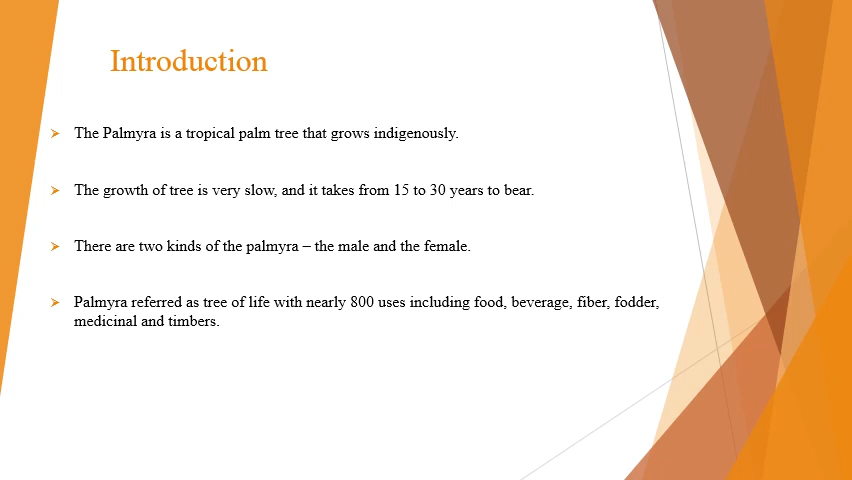 Introduction
The Palmyra is a tropical palm tree that grows indigenously.
The growth of tree is very slow, and it takes from 15 to 30 years to bear.
There are two kinds of the palmyra – the male and the female.
Palmyra referred as tree of life with nearly 800 uses including food, beverage, fiber, fodder,
medicinal and timbers.